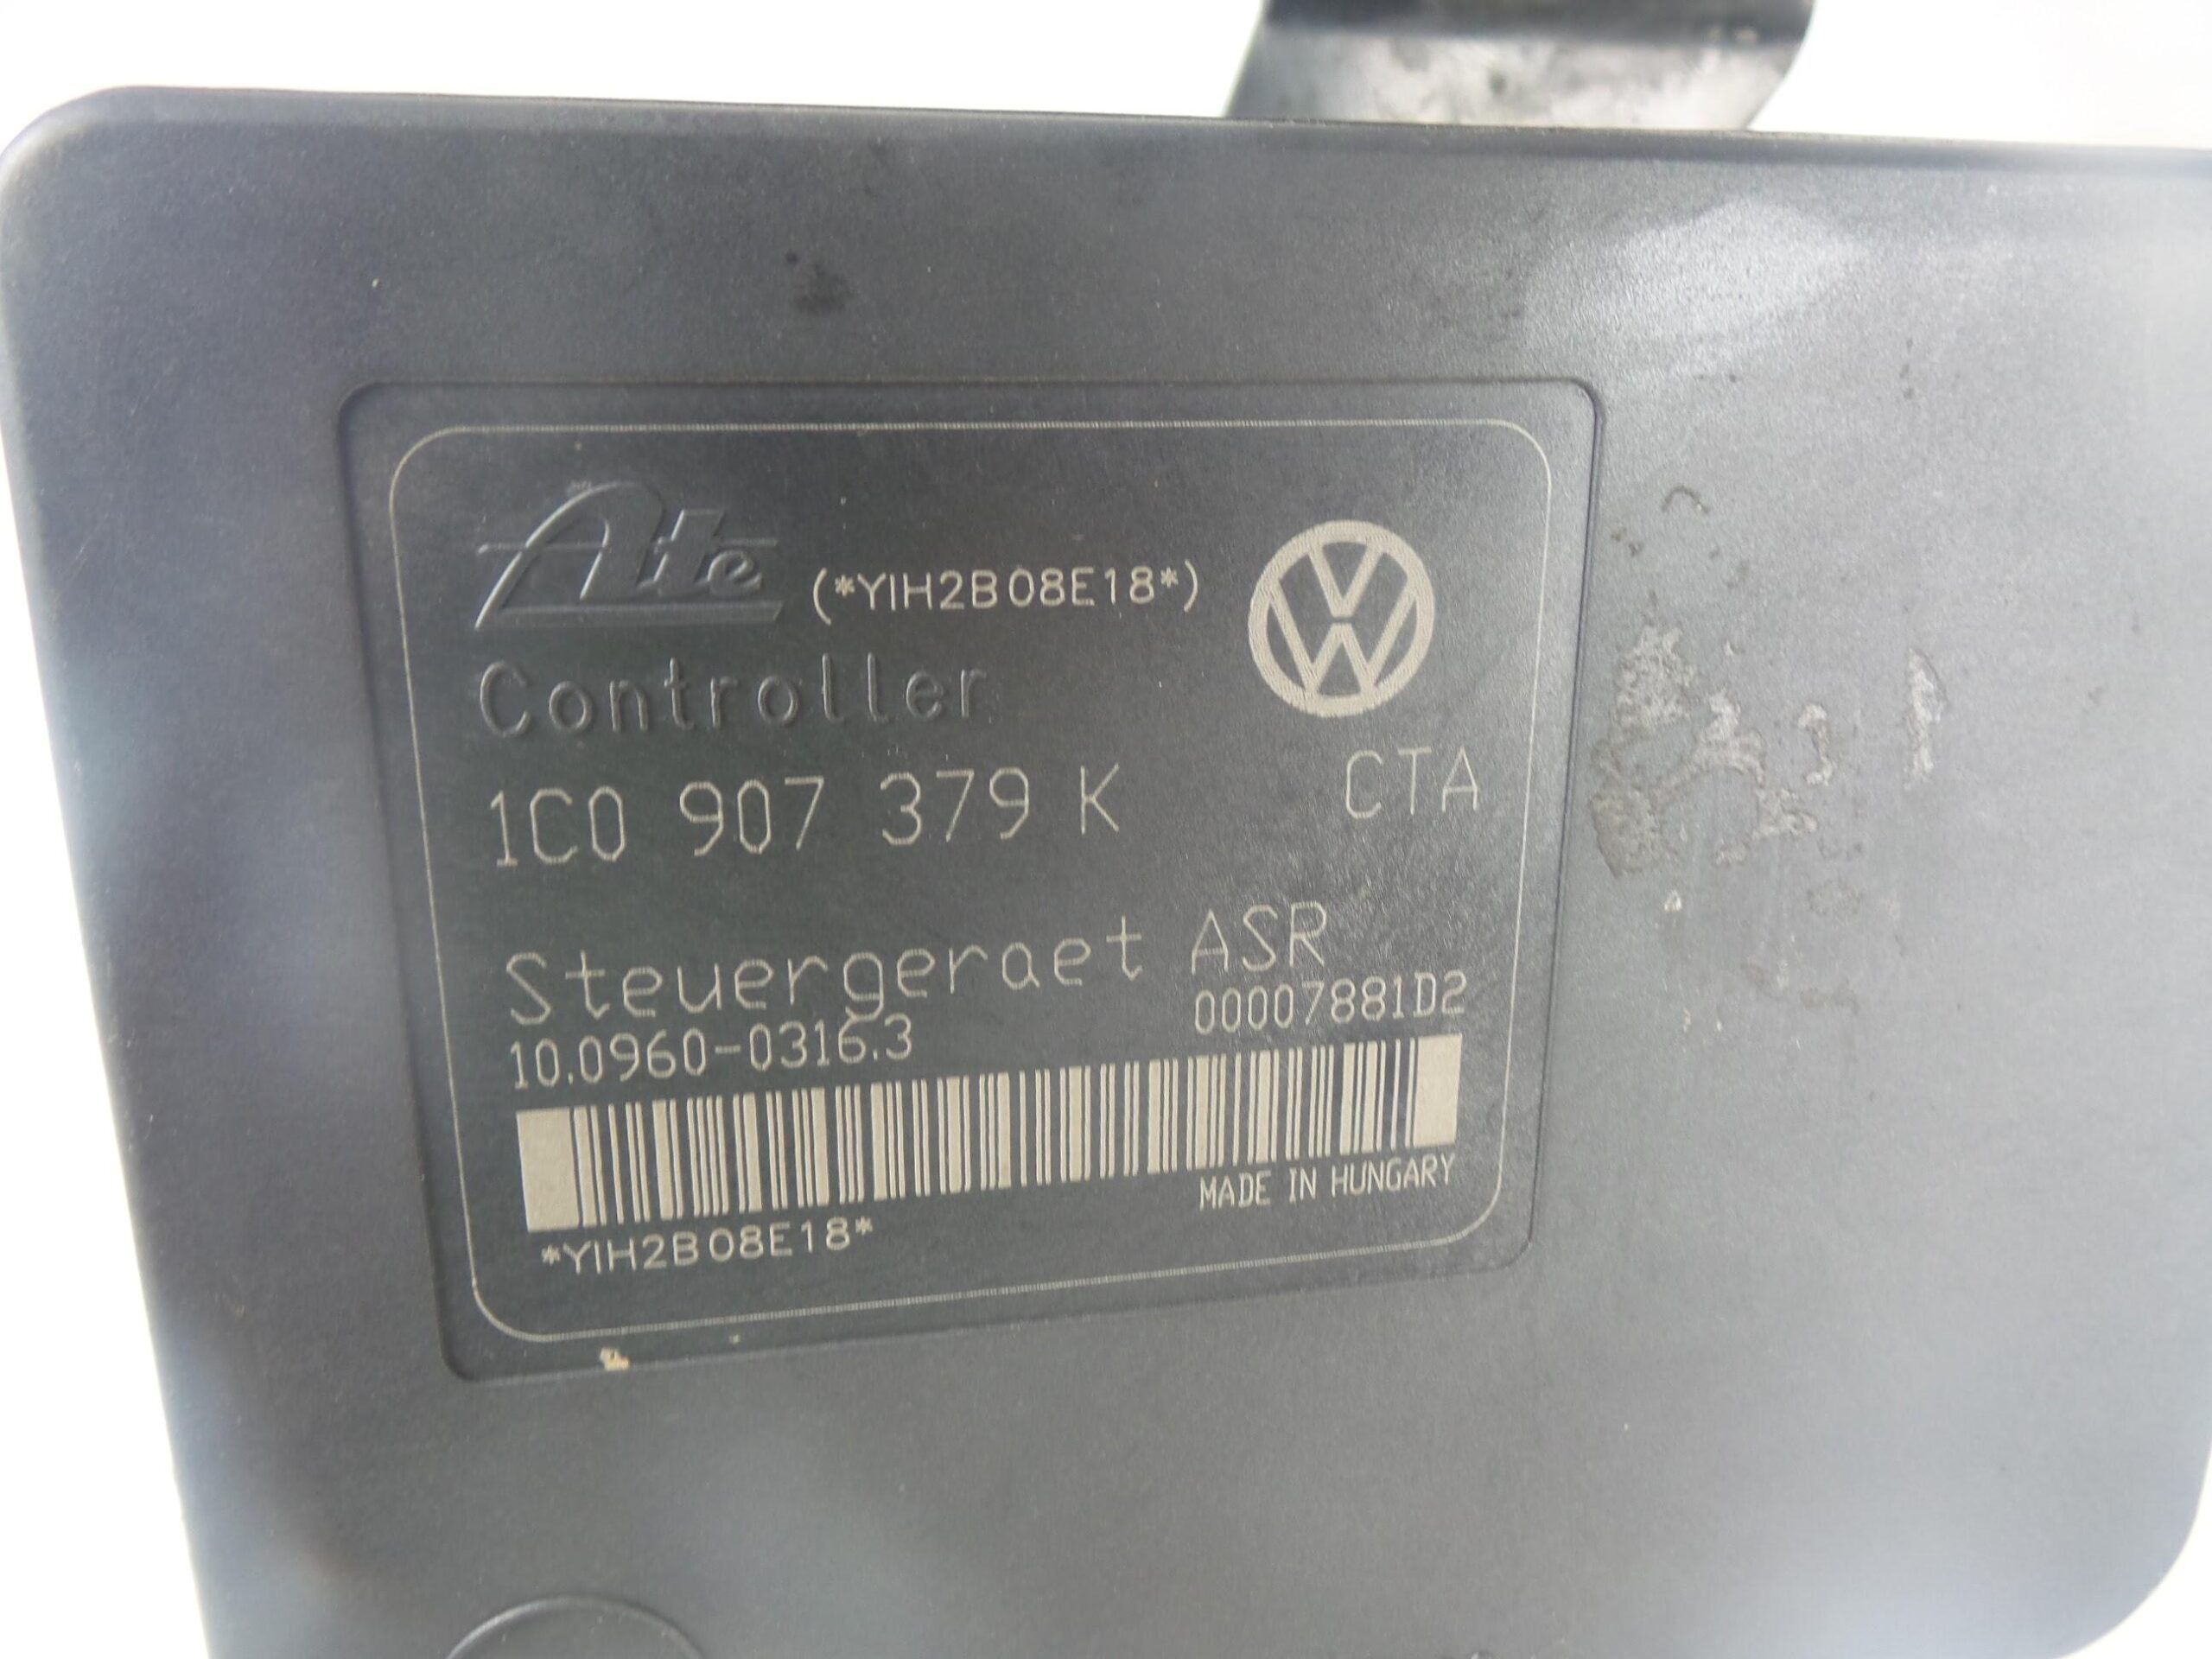 Ate (*YIH2B08E18*)
Controller
1C0 907 379 K CTA
Steuergeraet ASR
10.0960-0316.3 00007881D2
MADE IN HUNGARY
*YIH2B08E18*